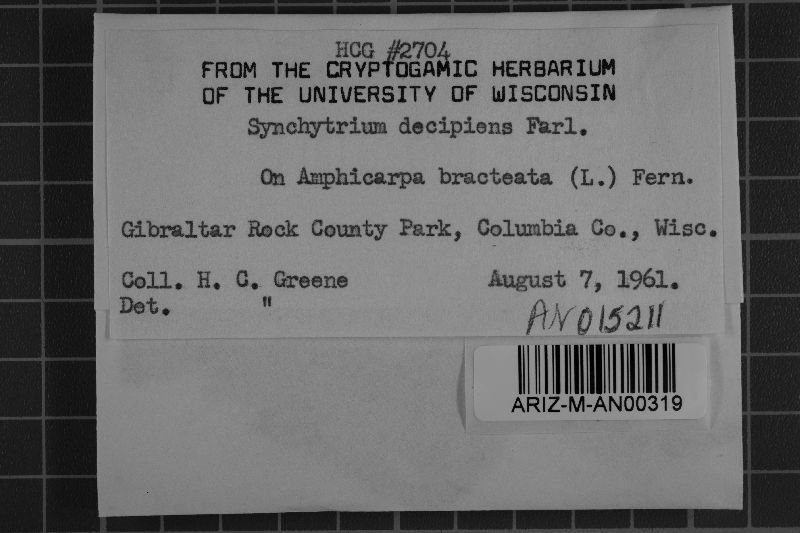 HCG #2704
FROM THE CRYPTOGAMIC HERBARIUM
OF THE UNIVERSITY OF WISCONSIN
Synchytrium decipiens Farl.
On Amphicarpa bracteata (L.) Fern.
Gibraltar Rock County Park, Columbia Co., Wisc.
Coll. H. C. Greene August 7, 1961.
Det. "
AN015211
ARIZ-M-AN00319